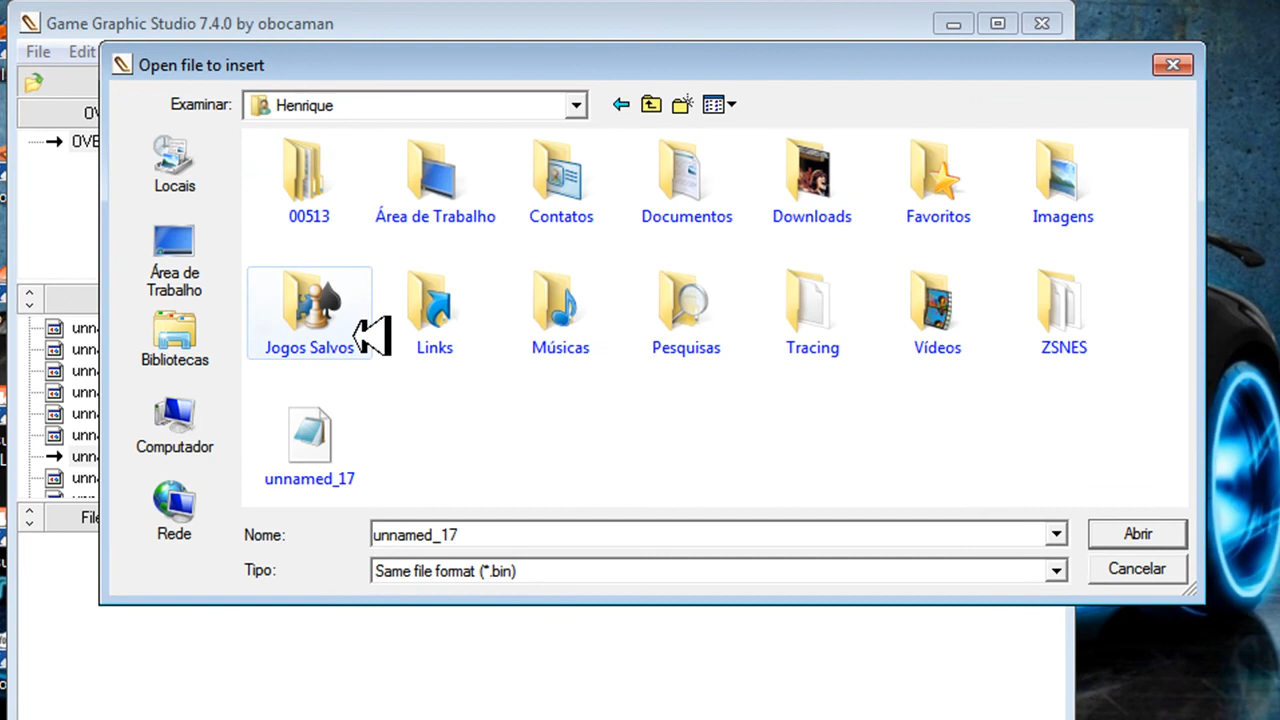 Game Graphic Studio 7.4.0 by obocaman
File Edit
Open file to insert
Examinar: Henrique
OVE
Locais
Área de Trabalho
Bibliotecas
Computador
Rede
00513 Área de Trabalho Contatos Documentos Downloads Favoritos Imagens
Jogos Salvos Links Músicas Pesquisas Tracing Vídeos ZSNES
unnamed_17
Nome: unnamed_17 Abrir
Tipo: Same file format (*.bin) Cancelar